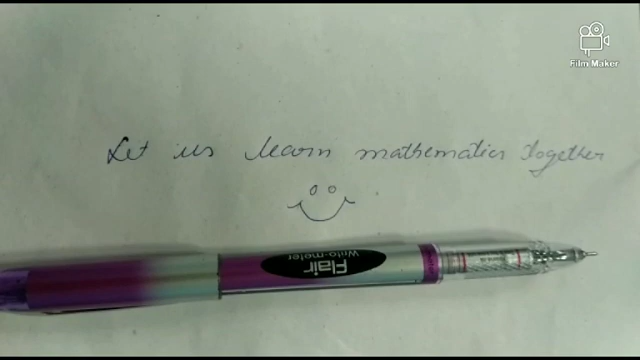 Film Maker
Let us learn mathematics together
Flair
Writo-meter